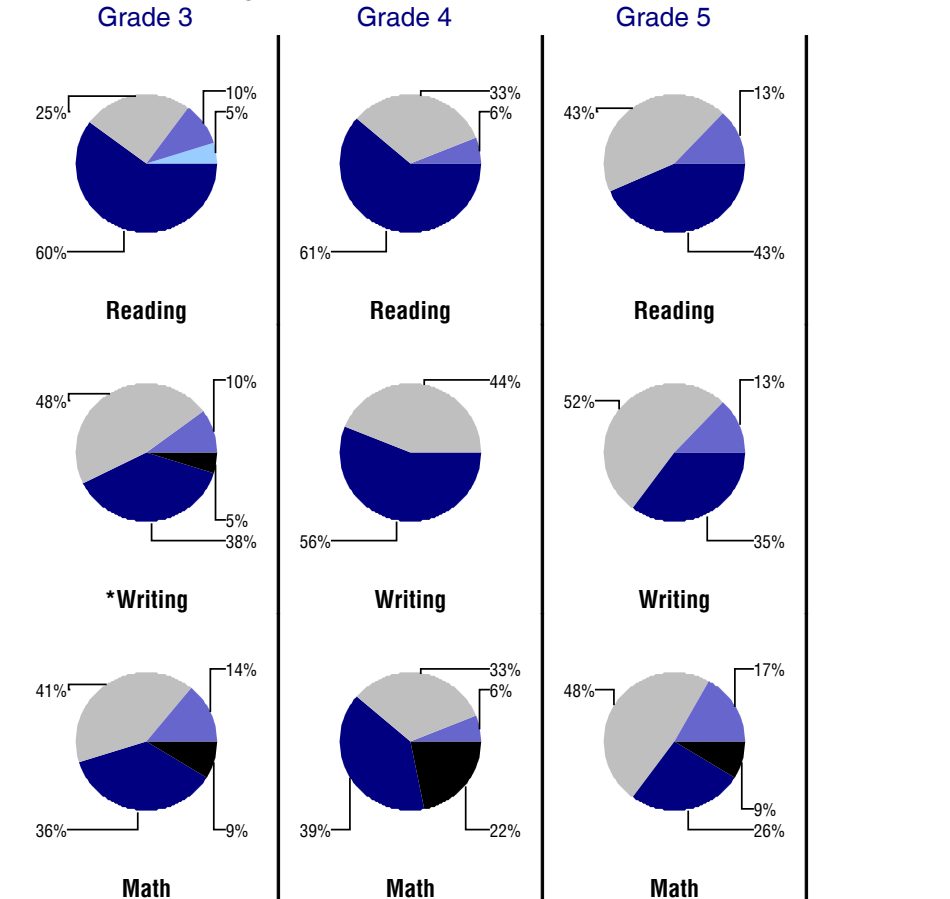 Grade 3 Grade 4 Grade 5
25% 10% 33% 43% 13%
5% 6%
60% 61% 43%
Reading Reading Reading
48% 10% 44% 52% 13%
5%
38% 56% 35%
*Writing Writing Writing
41% 14% 33% 48% 17%
6%
9%
36% 9% 39% 22% 26%
Math Math Math